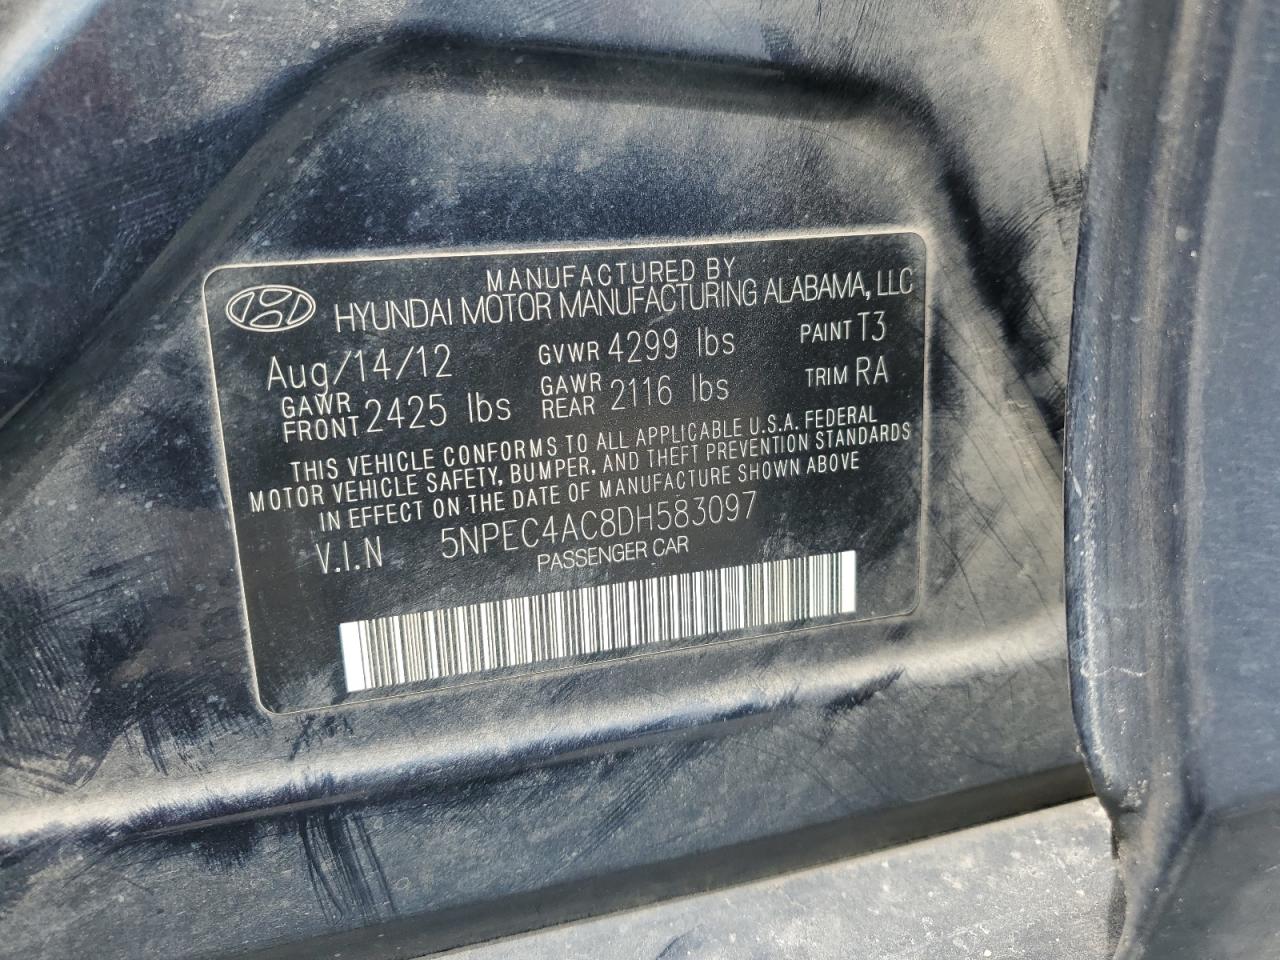 MANUFACTURED BY
HYUNDAI MOTOR MANUFACTURING ALABAMA, LLC
Aug/14/12 GVWR 4299 lbs PAINT T3
GAWR FRONT 2425 lbs GAWR REAR 2116 lbs TRIM RA
THIS VEHICLE CONFORMS TO ALL APPLICABLE U.S.A. FEDERAL
MOTOR VEHICLE SAFETY, BUMPER, AND THEFT PREVENTION STANDARDS
IN EFFECT ON THE DATE OF MANUFACTURE SHOWN ABOVE
V.I.N 5NPEC4AC8DH583097
PASSENGER CAR